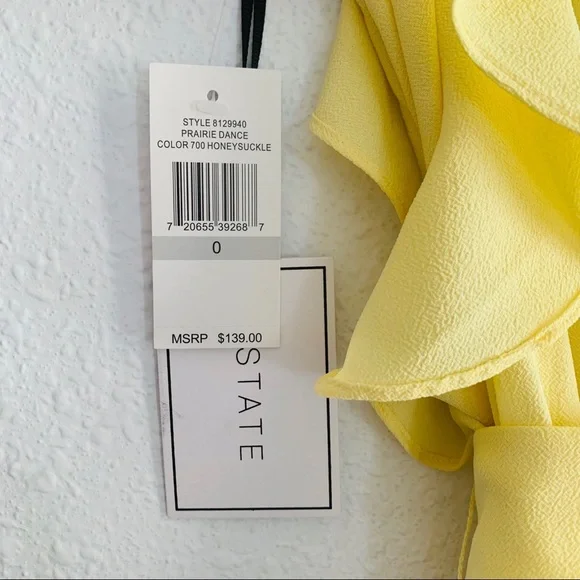 STYLE 8129940
PRAIRIE DANCE
COLOR 700 HONEYSUCKLE
7 20655 39268 7
0
MSRP $139.00
STATE